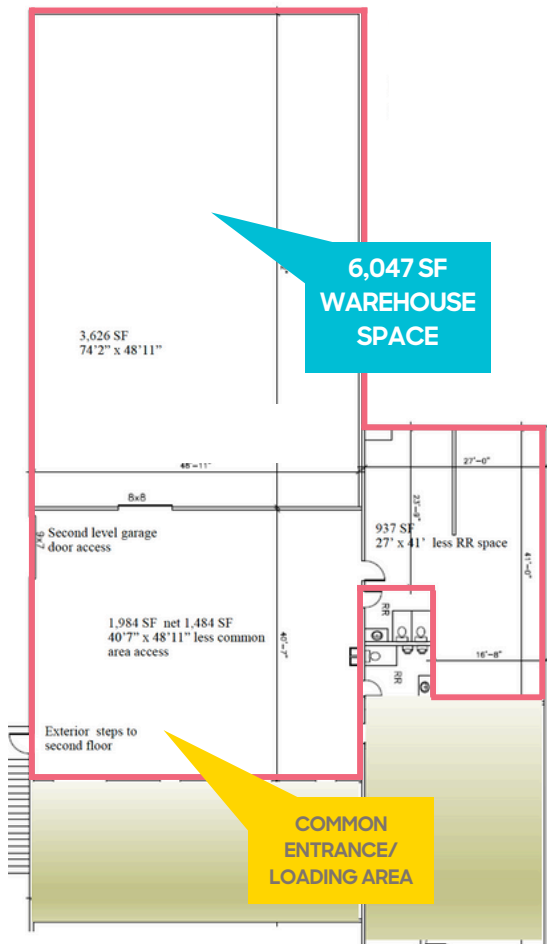 6,047 SF
WAREHOUSE
SPACE
3,626 SF
74'2" x 48'11"
48'-11"
27'-0"
8x8
23'-9"
937 SF
27' x 41' less RR space
9x7
Second level garage
door access
41'-0"
RR
1,984 SF net 1,484 SF
40'7" x 48'11" less common
area access
40'-7"
16'-8"
RR
Exterior steps to
second floor
COMMON
ENTRANCE/
LOADING AREA